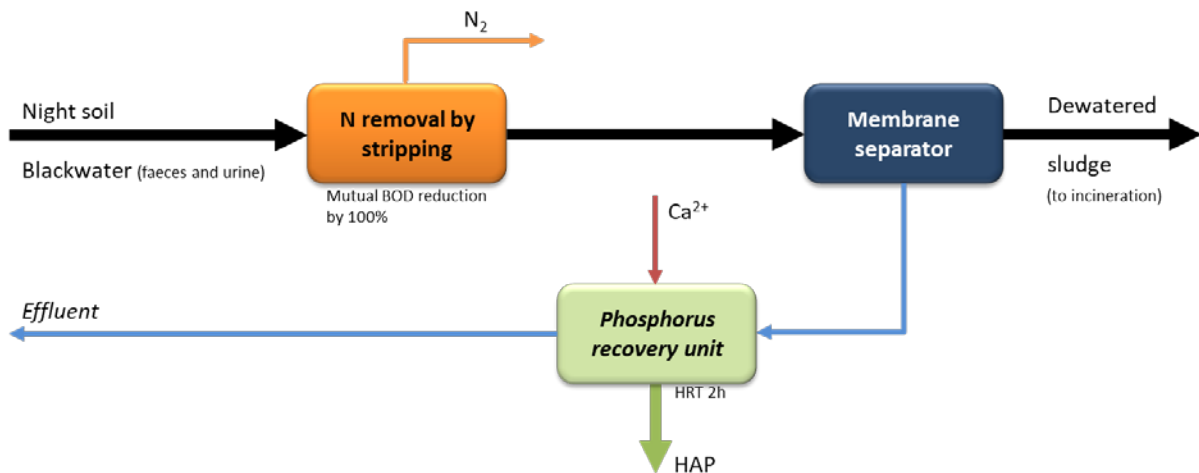 N₂
Night soil
Blackwater (faeces and urine)
N removal by
stripping
Mutual BOD reduction
by 100%
Membrane
separator
Dewatered
sludge
(to incineration)
Ca²⁺
Effluent
Phosphorus
recovery unit
HRT 2h
HAP